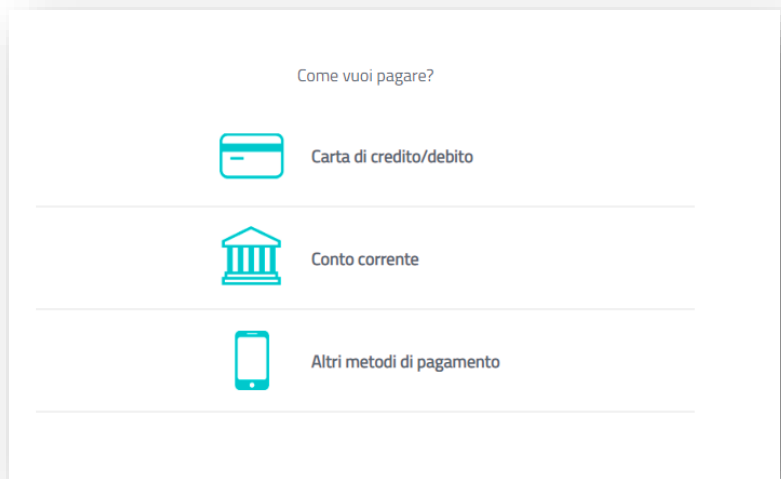 Come vuoi pagare?
Carta di credito/debito
Conto corrente
Altri metodi di pagamento